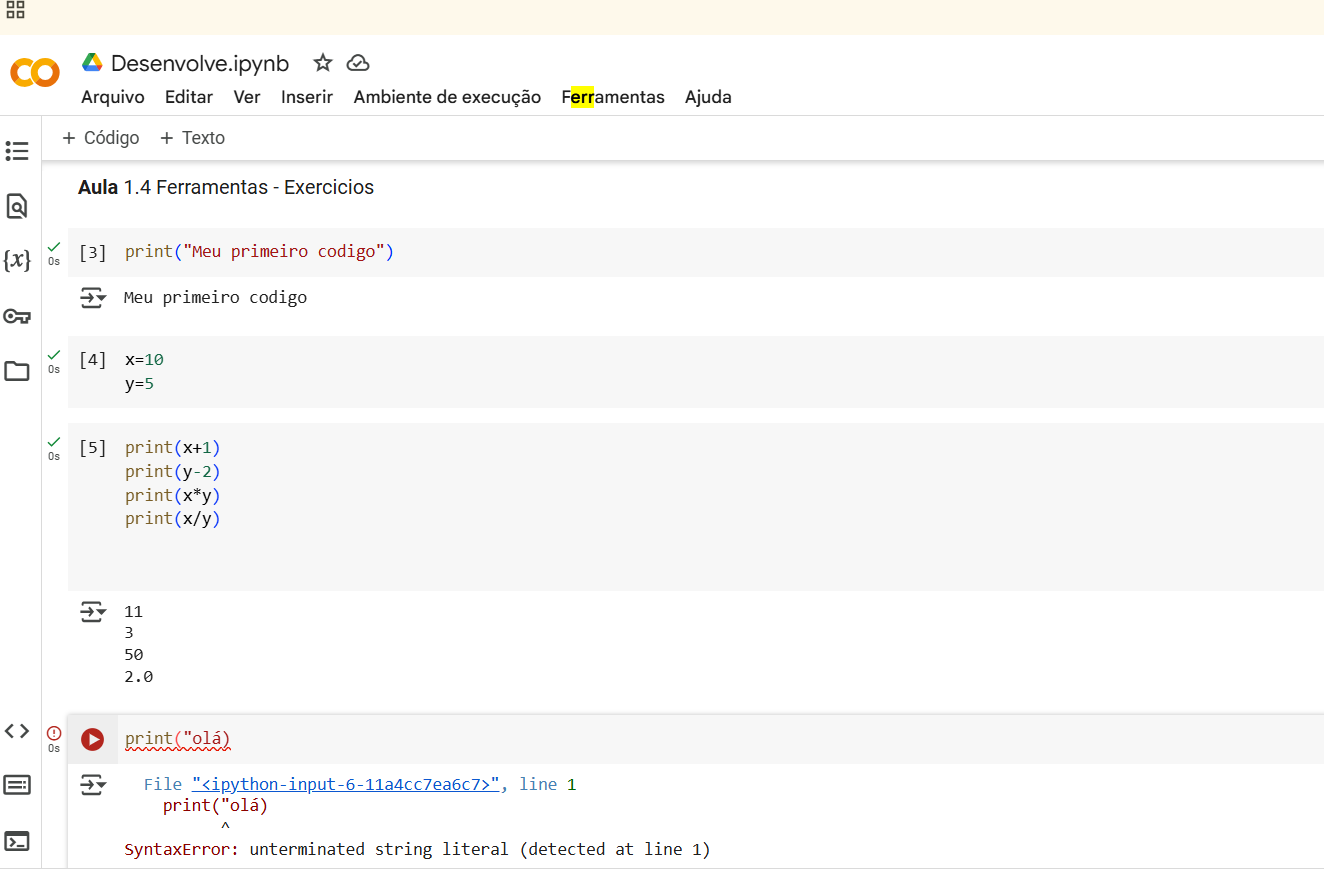 Desenvolve.ipynb
Arquivo Editar Ver Inserir Ambiente de execução Ferramentas Ajuda
+ Código + Texto
Aula 1.4 Ferramentas - Exercicios
0s [3] print("Meu primeiro codigo")
Meu primeiro codigo
0s [4] x=10
y=5
0s [5] print(x+1)
print(y-2)
print(x*y)
print(x/y)
11
3
50
2.0
0s print("olá)
File "<ipython-input-6-11a4cc7ea6c7>", line 1
print("olá)
^
SyntaxError: unterminated string literal (detected at line 1)